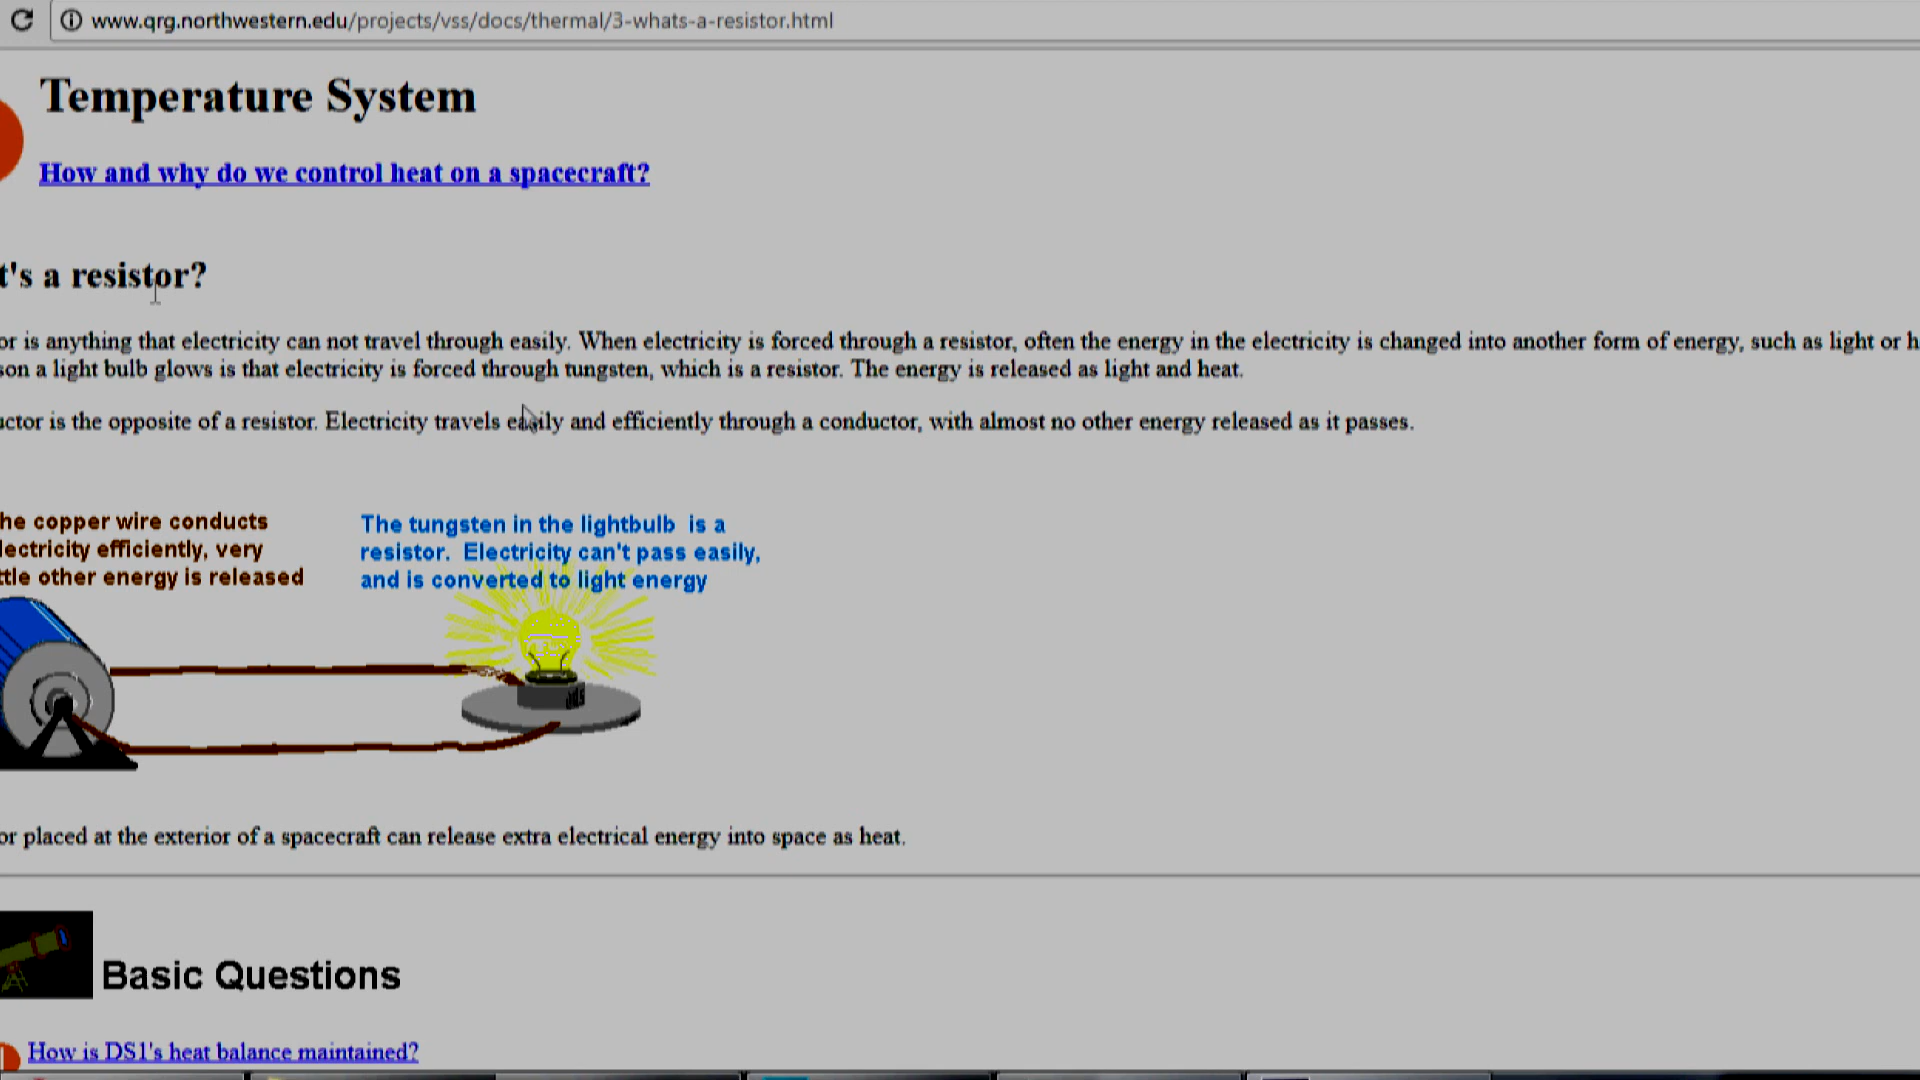 www.qrg.northwestern.edu/projects/vss/docs/thermal/3-whats-a-resistor.html
Temperature System
How and why do we control heat on a spacecraft?
t's a resistor?
or is anything that electricity can not travel through easily. When electricity is forced through a resistor, often the energy in the electricity is changed into another form of energy, such as light or h
son a light bulb glows is that electricity is forced through tungsten, which is a resistor. The energy is released as light and heat.
uctor is the opposite of a resistor. Electricity travels easily and efficiently through a conductor, with almost no other energy released as it passes.
he copper wire conducts
lectricity efficiently, very
ttle other energy is released
The tungsten in the lightbulb is a
resistor. Electricity can't pass easily,
and is converted to light energy
or placed at the exterior of a spacecraft can release extra electrical energy into space as heat.
Basic Questions
How is DS1's heat balance maintained?